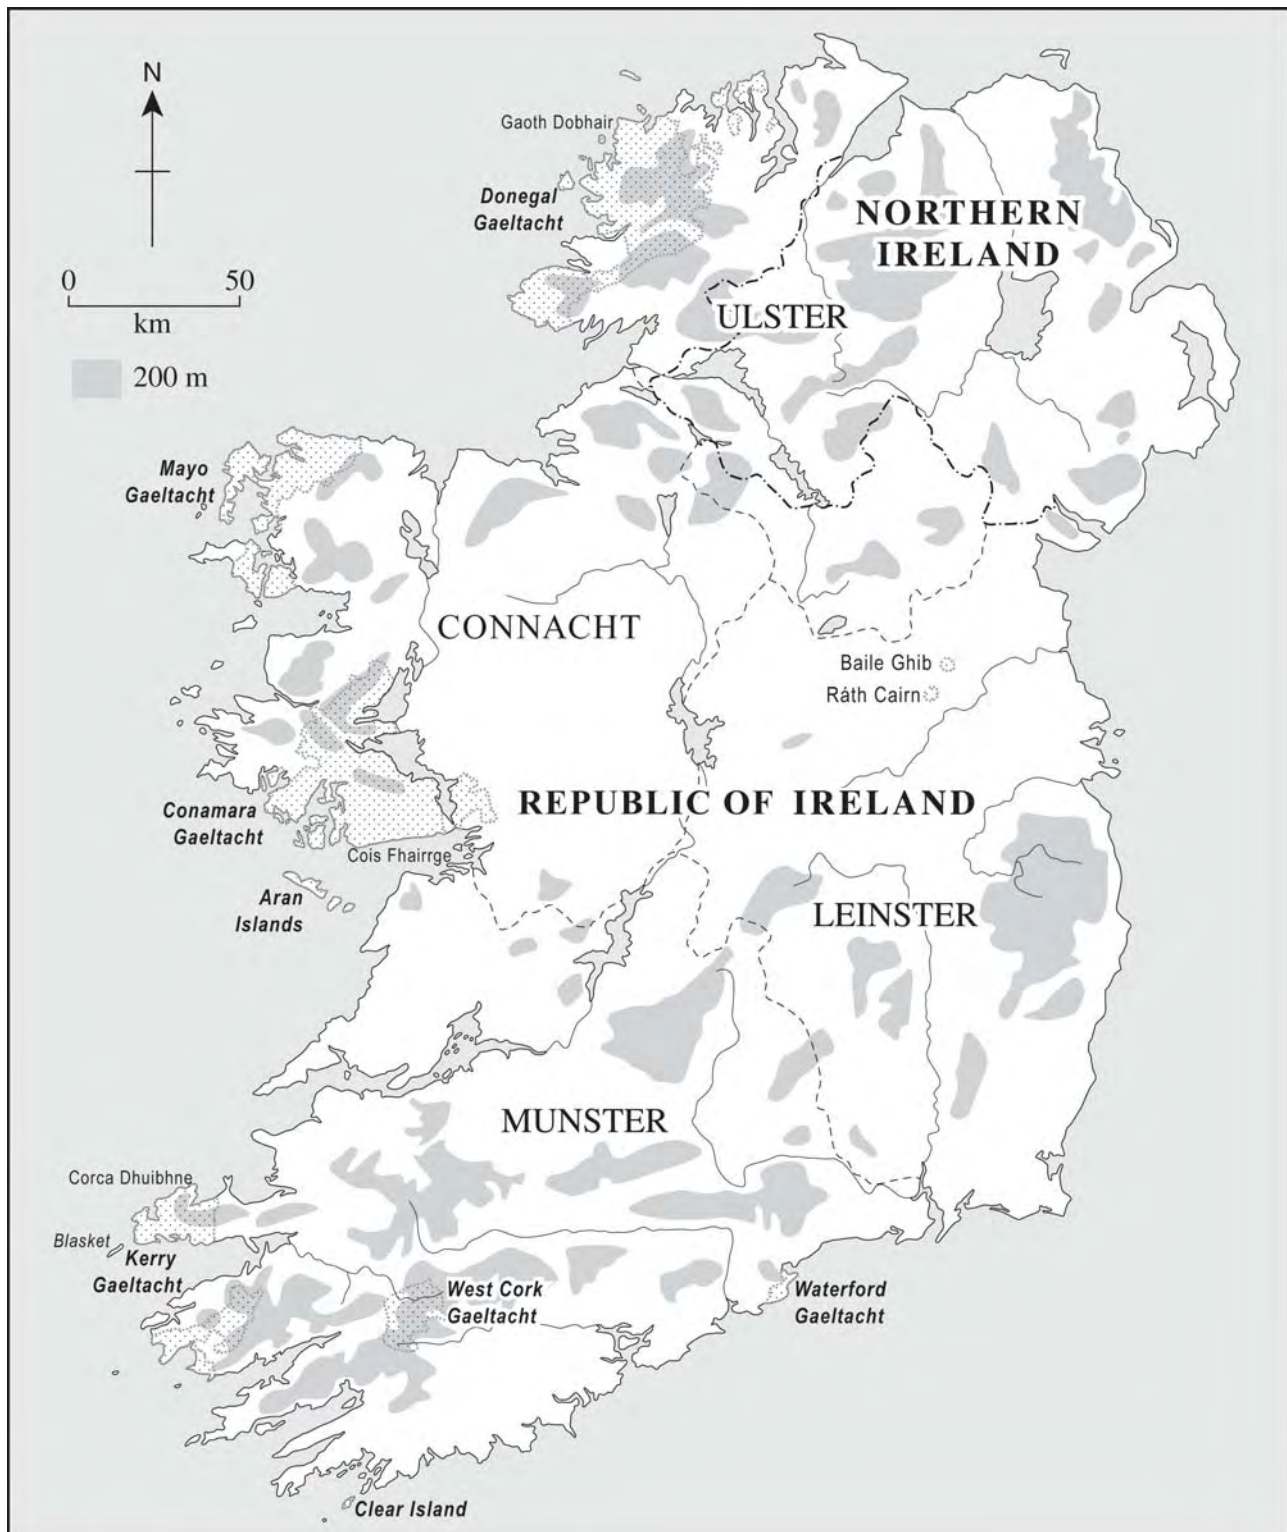 N
0 50
km
200 m
Gaoth Dobhair
Donegal
Gaeltacht
NORTHERN
IRELAND
ULSTER
Mayo
Gaeltacht
CONNACHT
Baile Ghib
Ráth Cairn
Conamara
Gaeltacht
REPUBLIC OF IRELAND
Cois Fhairrge
Aran
Islands
LEINSTER
MUNSTER
Corca Dhuibhne
Blasket
Kerry
Gaeltacht
West Cork
Gaeltacht
Waterford
Gaeltacht
Clear Island